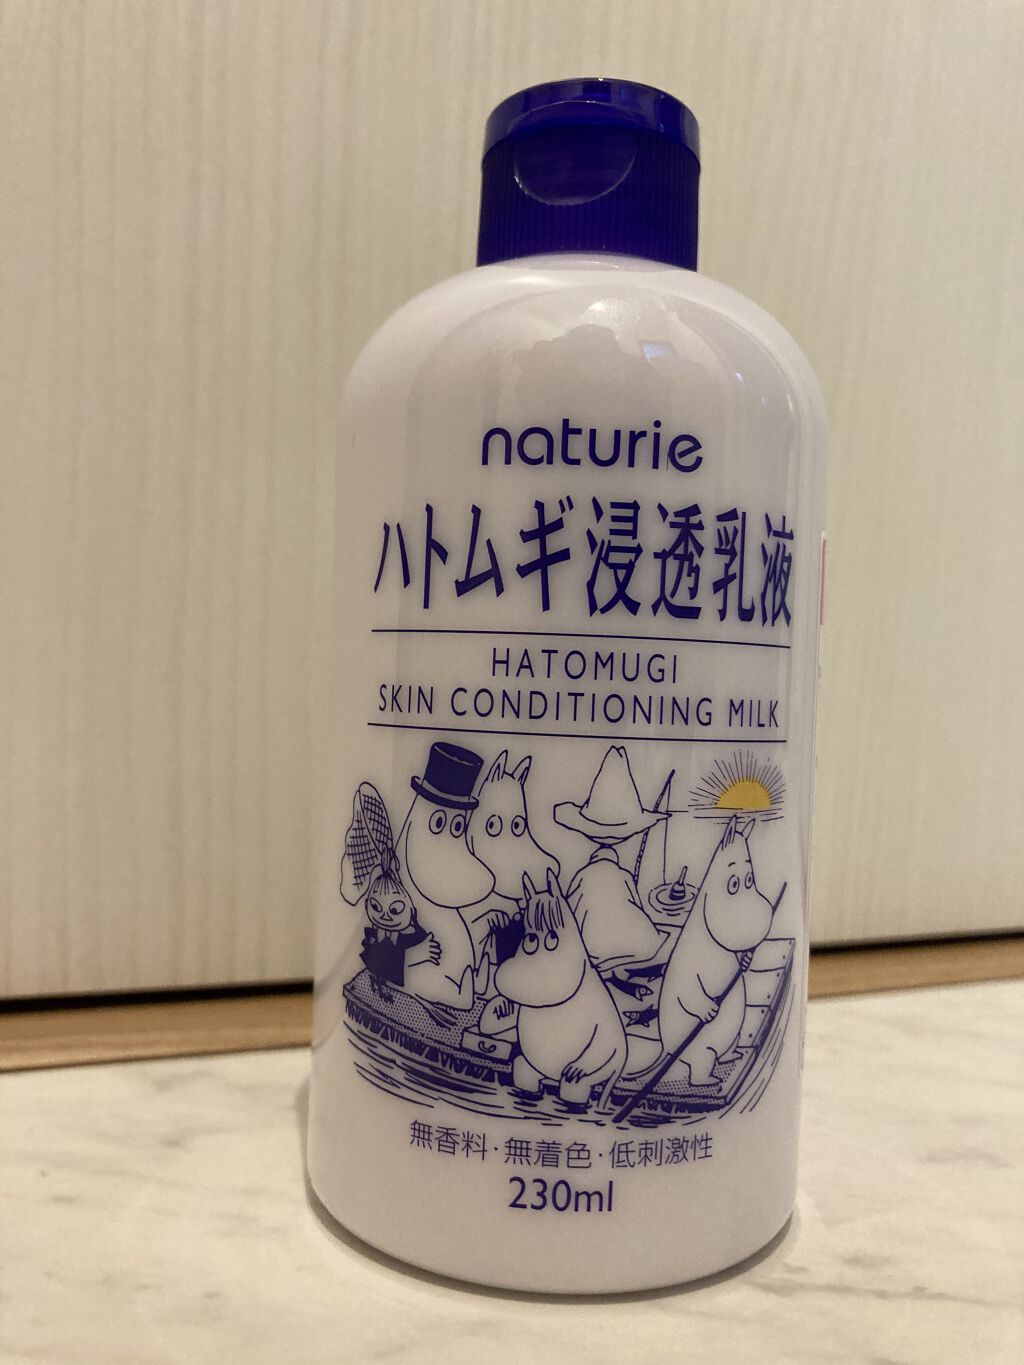 naturie
ハトムギ浸透乳液
HATOMUGI
SKIN CONDITIONING MILK
無香料・無着色・低刺激性
230ml